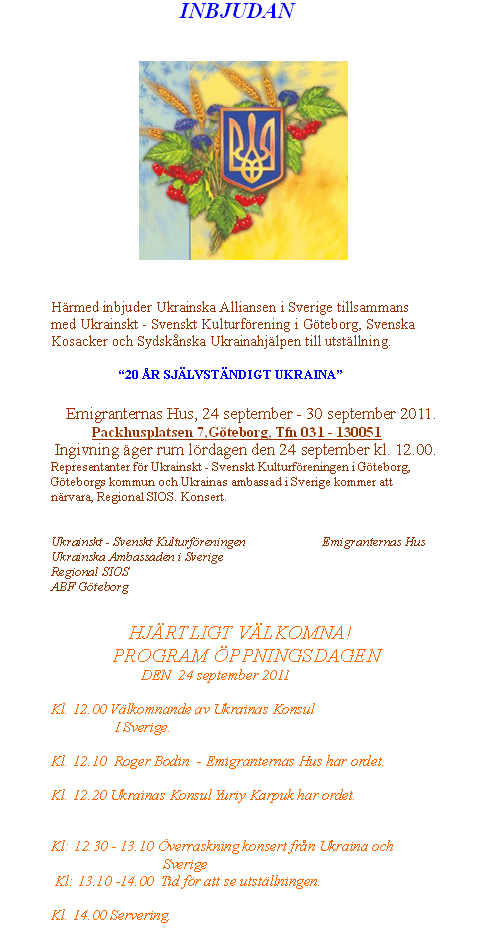 INBJUDAN
Härmed inbjuder Ukrainska Alliansen i Sverige tillsammans
med Ukrainskt - Svenskt Kulturförening i Göteborg, Svenska
Kosacker och Sydskånska Ukrainahjälpen till utställning.
“20 ÅR SJÄLVSTÄNDIGT UKRAINA”
Emigranternas Hus, 24 september - 30 september 2011.
Packhusplatsen 7,Göteborg, Tfn 031 - 130051
Ingivning äger rum lördagen den 24 september kl. 12.00.
Representanter för Ukrainskt - Svenskt Kulturföreningen i Göteborg,
Göteborgs kommun och Ukrainas ambassad i Sverige kommer att
närvara, Regional SIOS. Konsert.
Ukrainskt - Svenskt Kulturföreningen Emigranternas Hus
Ukrainska Ambassaden i Sverige
Regional SIOS
ABF Göteborg
HJÄRTLIGT VÄLKOMNA!
PROGRAM ÖPPNINGSDAGEN
DEN 24 september 2011
Kl. 12.00 Välkomnande av Ukrainas Konsul
I Sverige.
Kl. 12.10 Roger Bodin - Emigranternas Hus har ordet.
Kl. 12.20 Ukrainas Konsul Yuriy Karpuk har ordet.
Kl: 12.30 - 13.10 Överraskning konsert från Ukraina och
Sverige
Kl: 13.10 -14.00 Tid för att se utställningen.
Kl. 14.00 Servering.